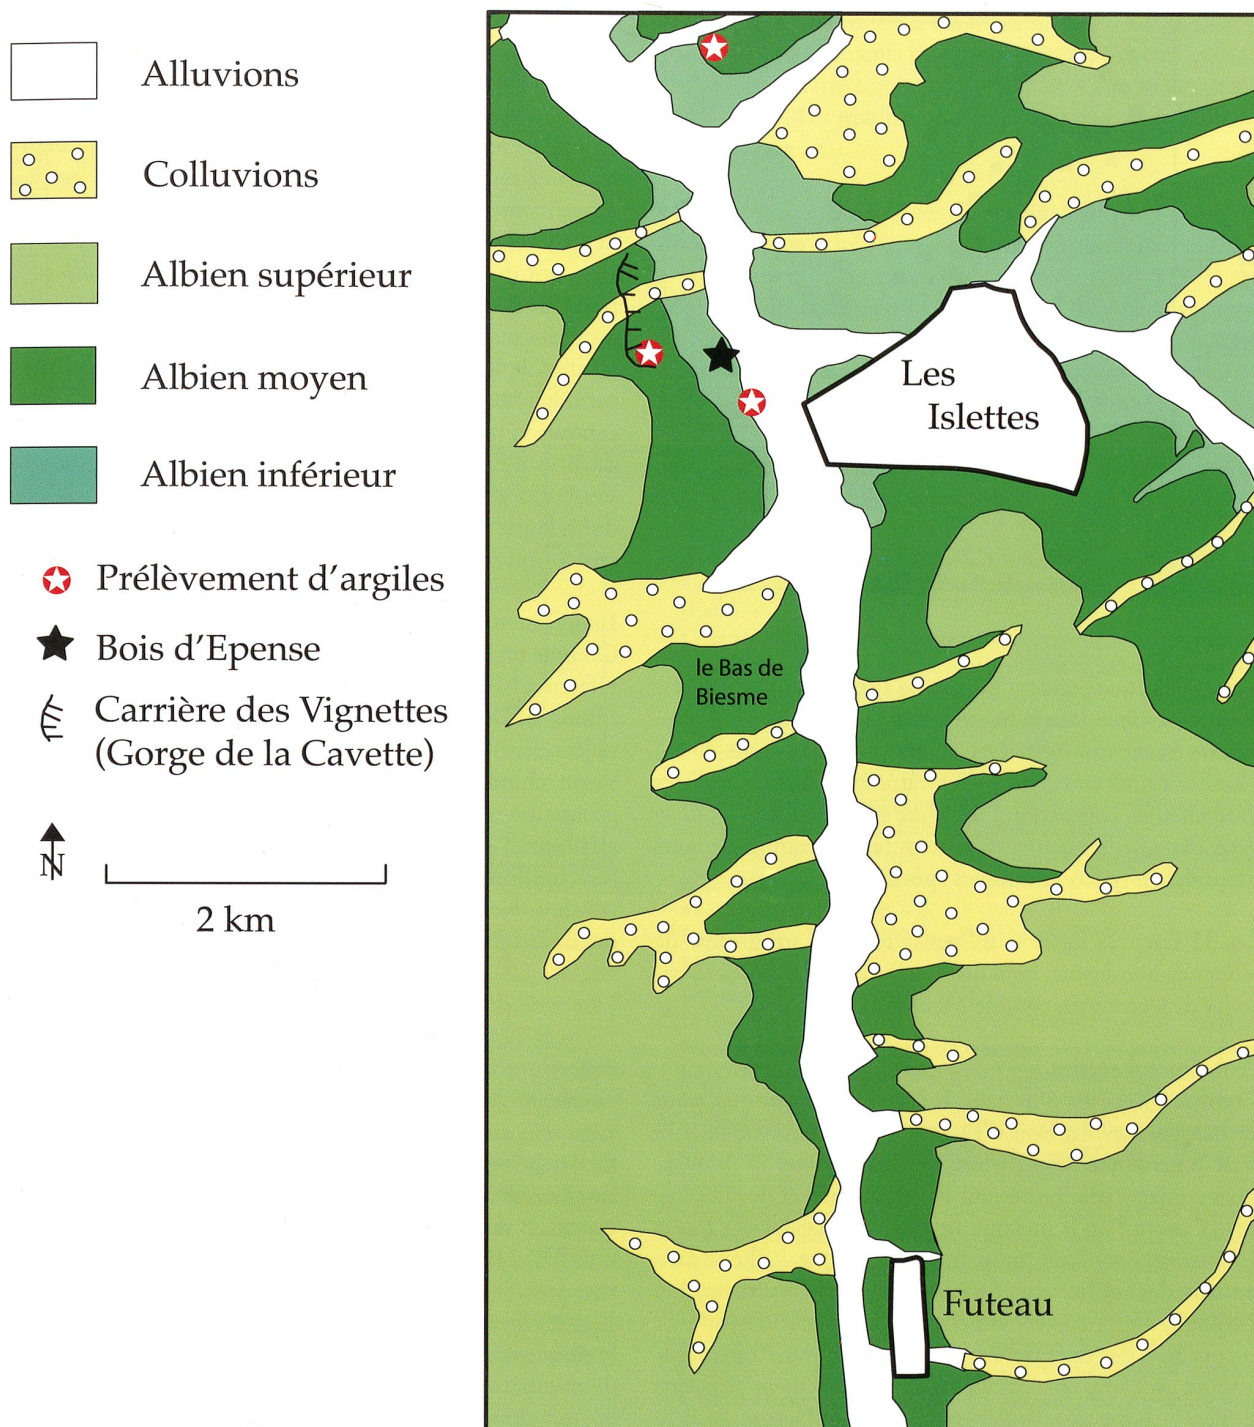 Alluvions
Colluvions
Albien supérieur
Albien moyen
Albien inférieur
Prélèvement d'argiles
Bois d'Epense
Carrière des Vignettes
(Gorge de la Cavette)
N
2 km
Les
Islettes
le Bas de
Biesme
Futeau